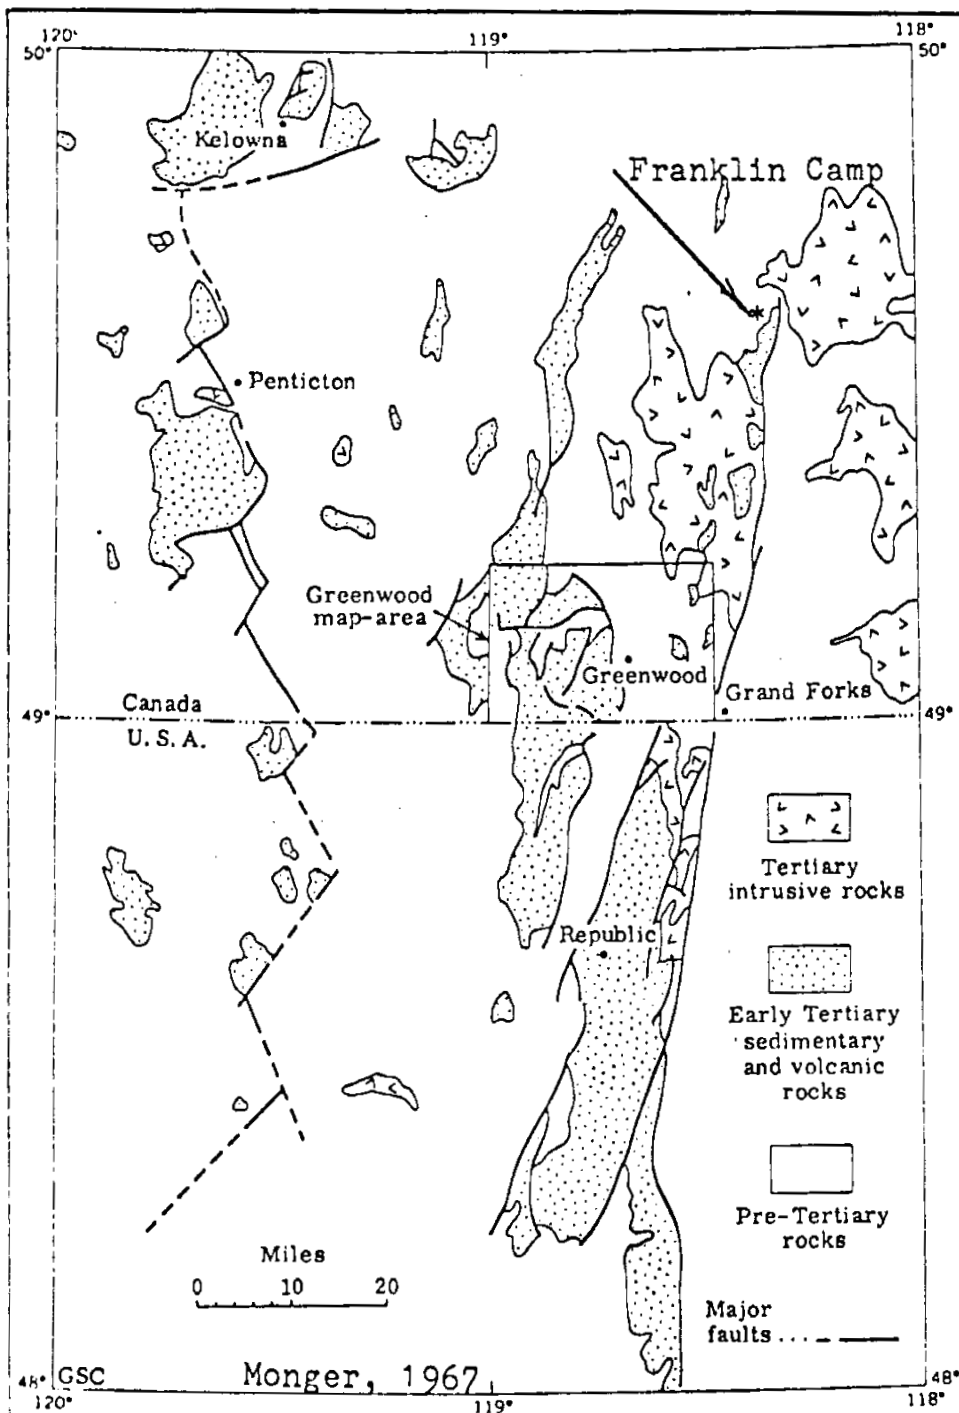 120°
119°
118°
50°
50°
Kelowna
Franklin Camp
*
Penticton
Greenwood
map-area
Greenwood
Grand Forks
Canada
49°
49°
U. S. A.
Tertiary
intrusive rocks
Republic
Early Tertiary
sedimentary
and volcanic
rocks
Pre-Tertiary
rocks
Miles
0 10 20
Major
faults...
48°
GSC
Monger, 1967
48°
120°
119°
118°